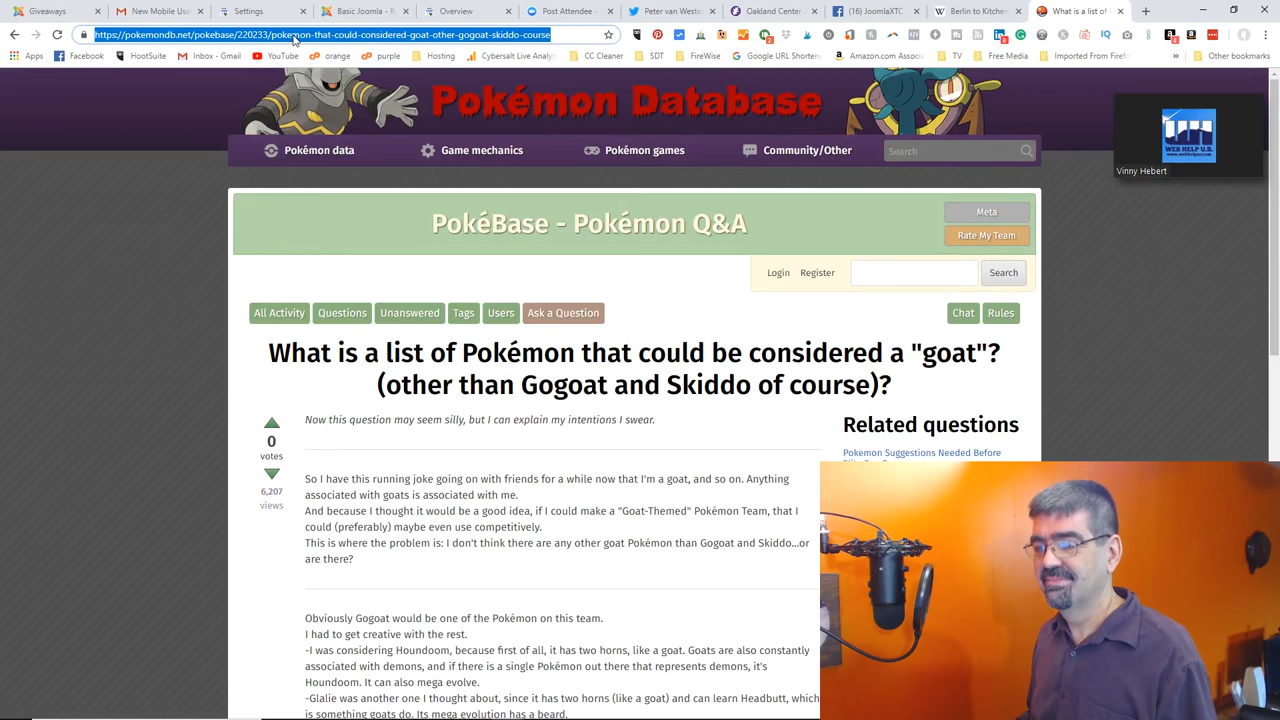 Giveaways
New Mobile Usa
Settings
Basic Joomla - R
Overview
Post Attendee -
Peter van Weste
Oakland Center
(16) JoomlaXTC
Berlin to Kitchen
What is a list of
https://pokemondb.net/pokebase/220233/pokemon-that-could-considered-goat-other-gogoat-skiddo-course
Apps
Facebook
HootSuite
Inbox - Gmail
YouTube
orange
purple
Hosting
Cybersalt Live Analy
CC Cleaner
SDT
FireWise
Google URL Shorten
Amazon.com Associa
TV
Free Media
Imported From Firef
Other bookmarks
Pokémon Database
Pokémon data
Game mechanics
Pokémon games
Community/Other
Search
WEB HELP U.S.
Vinny Hebert
PokéBase - Pokémon Q&A
Meta
Rate My Team
Login
Register
Search
All Activity
Questions
Unanswered
Tags
Users
Ask a Question
Chat
Rules
What is a list of Pokémon that could be considered a "goat"?
(other than Gogoat and Skiddo of course)?
0
votes
6,207
views
Now this question may seem silly, but I can explain my intentions I swear.
So I have this running joke going on with friends for a while now that I'm a goat, and so on. Anything
associated with goats is associated with me.
And because I thought it would be a good idea, if I could make a "Goat-Themed" Pokémon Team, that I
could (preferably) maybe even use competitively.
This is where the problem is: I don't think there are any other goat Pokémon than Gogoat and Skiddo...or
are there?
Obviously Gogoat would be one of the Pokémon on this team.
I had to get creative with the rest.
-I was considering Houndoom, because first of all, it has two horns, like a goat. Goats are also constantly
associated with demons, and if there is a single Pokémon out there that represents demons, it's
Houndoom. It can also mega evolve.
-Glalie was another one I thought about, since it has two horns (like a goat) and can learn Headbutt, which
is something goats do. Its mega evolution has a beard.
Related questions
Pokemon Suggestions Needed Before